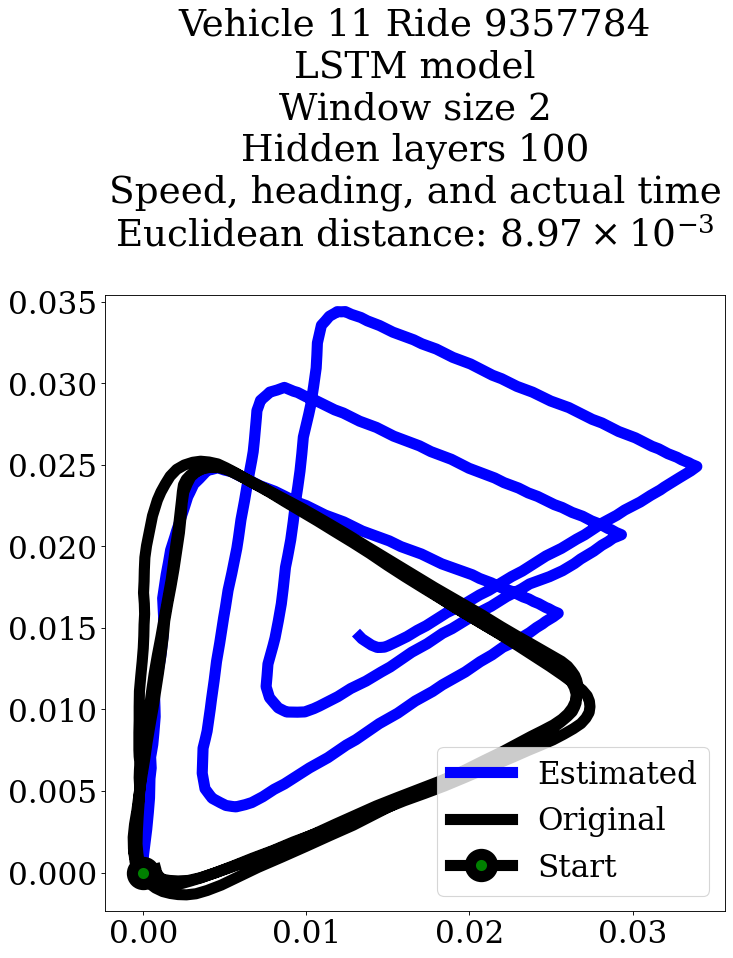 Vehicle 11 Ride 9357784
LSTM model
Window size 2
Hidden layers 100
Speed, heading, and actual time
Euclidean distance: 8.97 × 10⁻³
0.035
0.030
0.025
0.020
0.015
0.010
0.005
0.000
0.00 0.01 0.02 0.03
Estimated
Original
Start